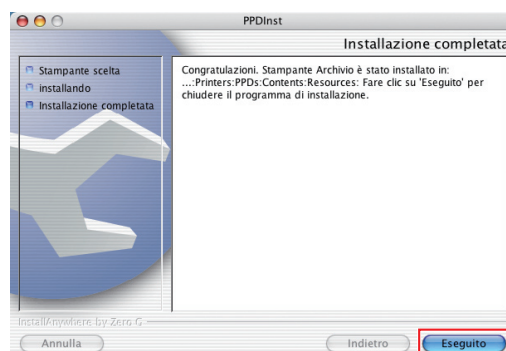 PPDInst
Installazione completata
Stampante scelta
installando
Installazione completata
Congratulazioni. Stampante Archivio è stato installato in:
...:Printers:PPDs:Contents:Resources: Fare clic su 'Eseguito' per
chiudere il programma di installazione.
InstallAnywhere by Zero G
Annulla
Indietro
Eseguito